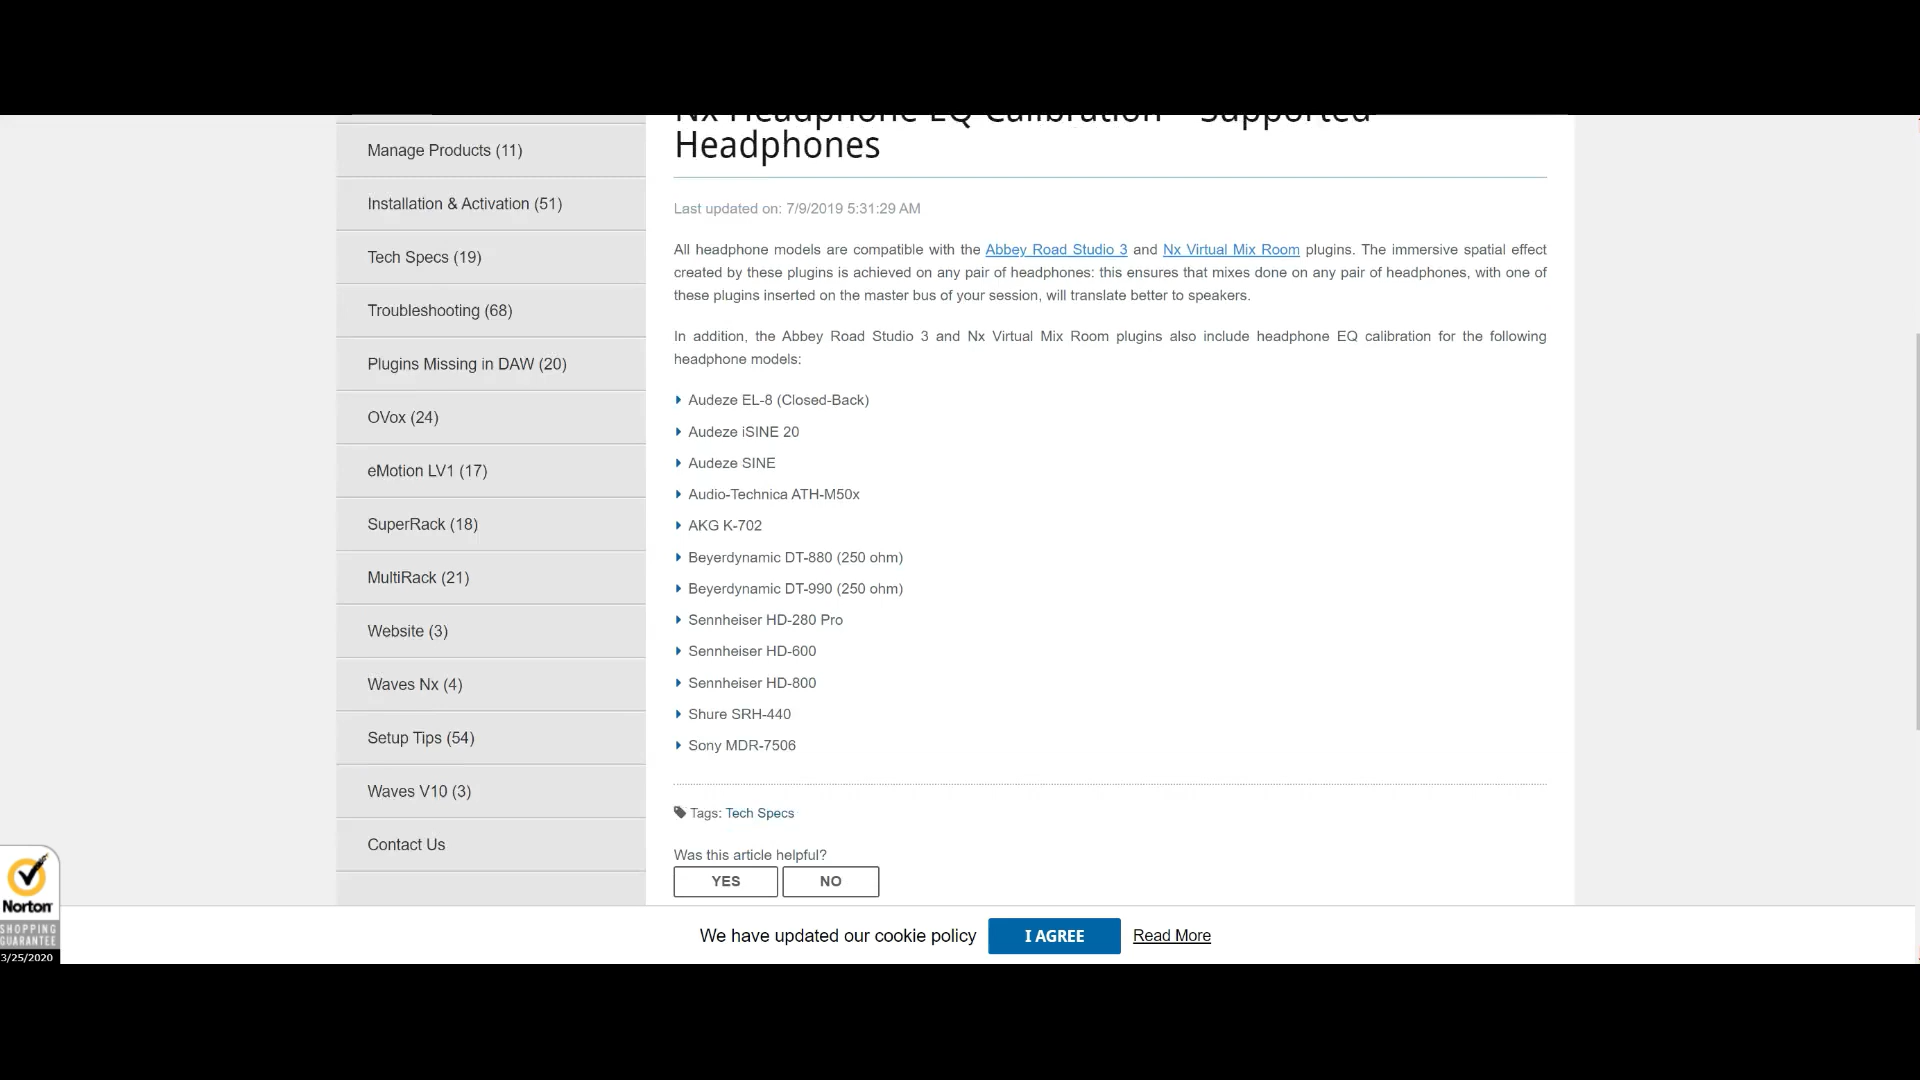 Nx Headphone EQ Calibration – Supported
Headphones
Manage Products (11)
Installation & Activation (51)
Tech Specs (19)
Troubleshooting (68)
Plugins Missing in DAW (20)
OVox (24)
eMotion LV1 (17)
SuperRack (18)
MultiRack (21)
Website (3)
Waves Nx (4)
Setup Tips (54)
Waves V10 (3)
Contact Us
Last updated on: 7/9/2019 5:31:29 AM
All headphone models are compatible with the Abbey Road Studio 3 and Nx Virtual Mix Room plugins. The immersive spatial effect
created by these plugins is achieved on any pair of headphones: this ensures that mixes done on any pair of headphones, with one of
these plugins inserted on the master bus of your session, will translate better to speakers.
In addition, the Abbey Road Studio 3 and Nx Virtual Mix Room plugins also include headphone EQ calibration for the following
headphone models:
Audeze EL-8 (Closed-Back)
Audeze iSINE 20
Audeze SINE
Audio-Technica ATH-M50x
AKG K-702
Beyerdynamic DT-880 (250 ohm)
Beyerdynamic DT-990 (250 ohm)
Sennheiser HD-280 Pro
Sennheiser HD-600
Sennheiser HD-800
Shure SRH-440
Sony MDR-7506
Tags: Tech Specs
Was this article helpful?
YES NO
Norton
SHOPPING
GUARANTEE
3/25/2020
We have updated our cookie policy I AGREE Read More